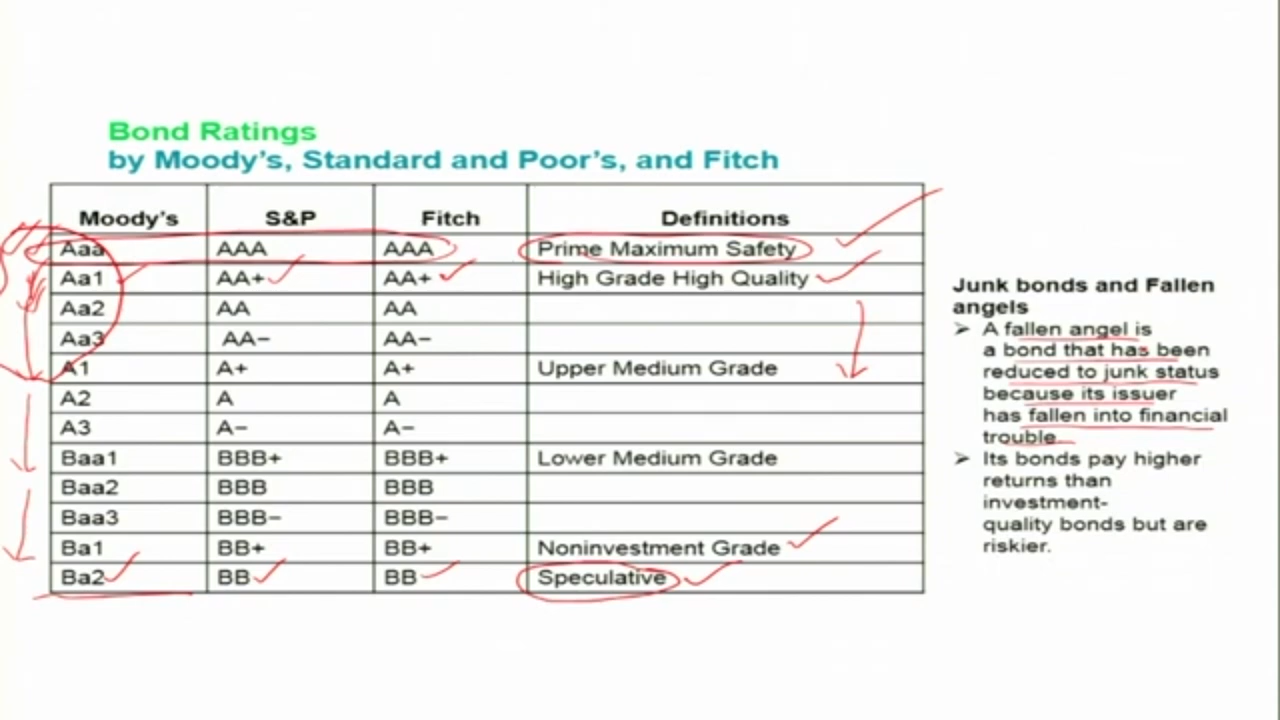 Bond Ratings
by Moody's, Standard and Poor's, and Fitch
Moody's S&P Fitch Definitions
Aaa AAA AAA Prime Maximum Safety
Aa1 AA+ AA+ High Grade High Quality
Aa2 AA AA
Aa3 AA− AA−
A1 A+ A+ Upper Medium Grade
A2 A A
A3 A− A−
Baa1 BBB+ BBB+ Lower Medium Grade
Baa2 BBB BBB
Baa3 BBB− BBB−
Ba1 BB+ BB+ Noninvestment Grade
Ba2 BB BB Speculative
Junk bonds and Fallen
angels
➢ A fallen angel is
a bond that has been
reduced to junk status
because its issuer
has fallen into financial
trouble.
➢ Its bonds pay higher
returns than
investment-
quality bonds but are
riskier.